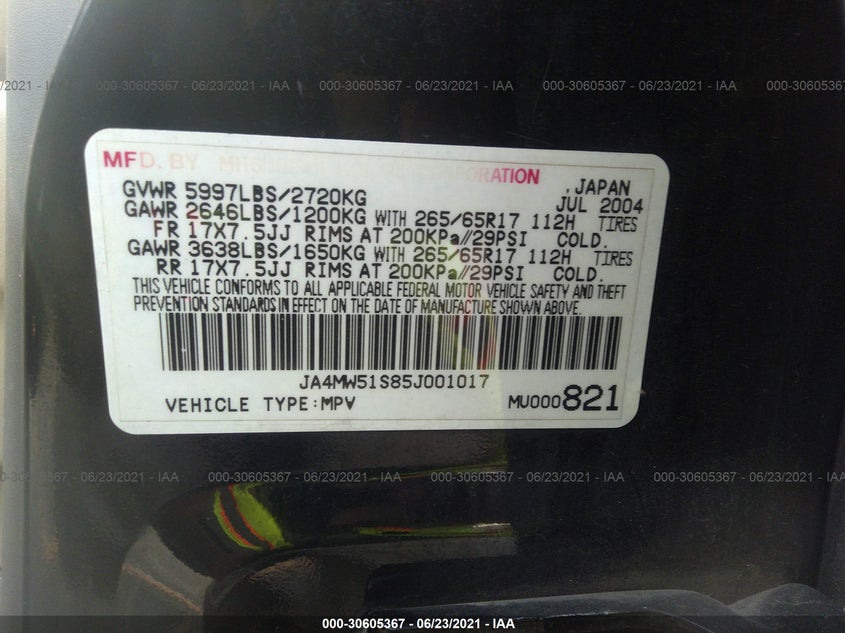 /2021 - IAA 000-30605367 - 06/23/2021 - IAA 000-30605367 - 06/23/2021 - IAA 000-30605367 - 06/23/2021
MFD. BY CORPORATION
GVWR 5997LBS/2720KG ,JAPAN
GAWR 2646LBS/1200KG WITH 265/65R17 112H JUL 2004
FR 17X7.5JJ RIMS AT 200KPa//29PSI COLD. TIRES
GAWR 3638LBS/1650KG WITH 265/65R17 112H TIRES
RR 17X7.5JJ RIMS AT 200KPa//29PSI COLD.
THIS VEHICLE CONFORMS TO ALL APPLICABLE FEDERAL MOTOR VEHICLE SAFETY AND THEFT
PREVENTION STANDARDS IN EFFECT ON THE DATE OF MANUFACTURE SHOWN ABOVE.
JA4MW51S85J001017
VEHICLE TYPE:MPV MU000821
000-30605367 - 06/23/2021 - IAA 000-30605367 - 06/23/2021 - IAA 000-30605367 - 06/23/2021 - IAA
000-30605367 - 06/23/2021 - IAA